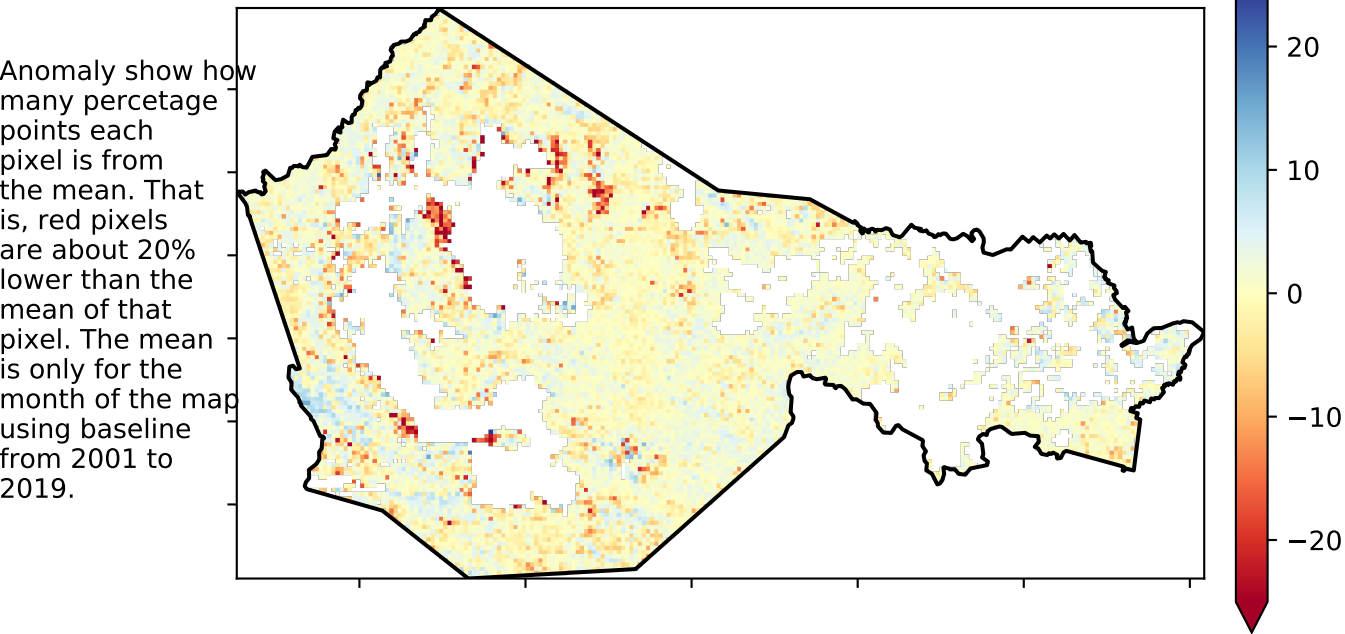 Anomaly show how
many percetage
points each
pixel is from
the mean. That
is, red pixels
are about 20%
lower than the
mean of that
pixel. The mean
is only for the
month of the map
using baseline
from 2001 to
2019.
20
10
0
−10
−20